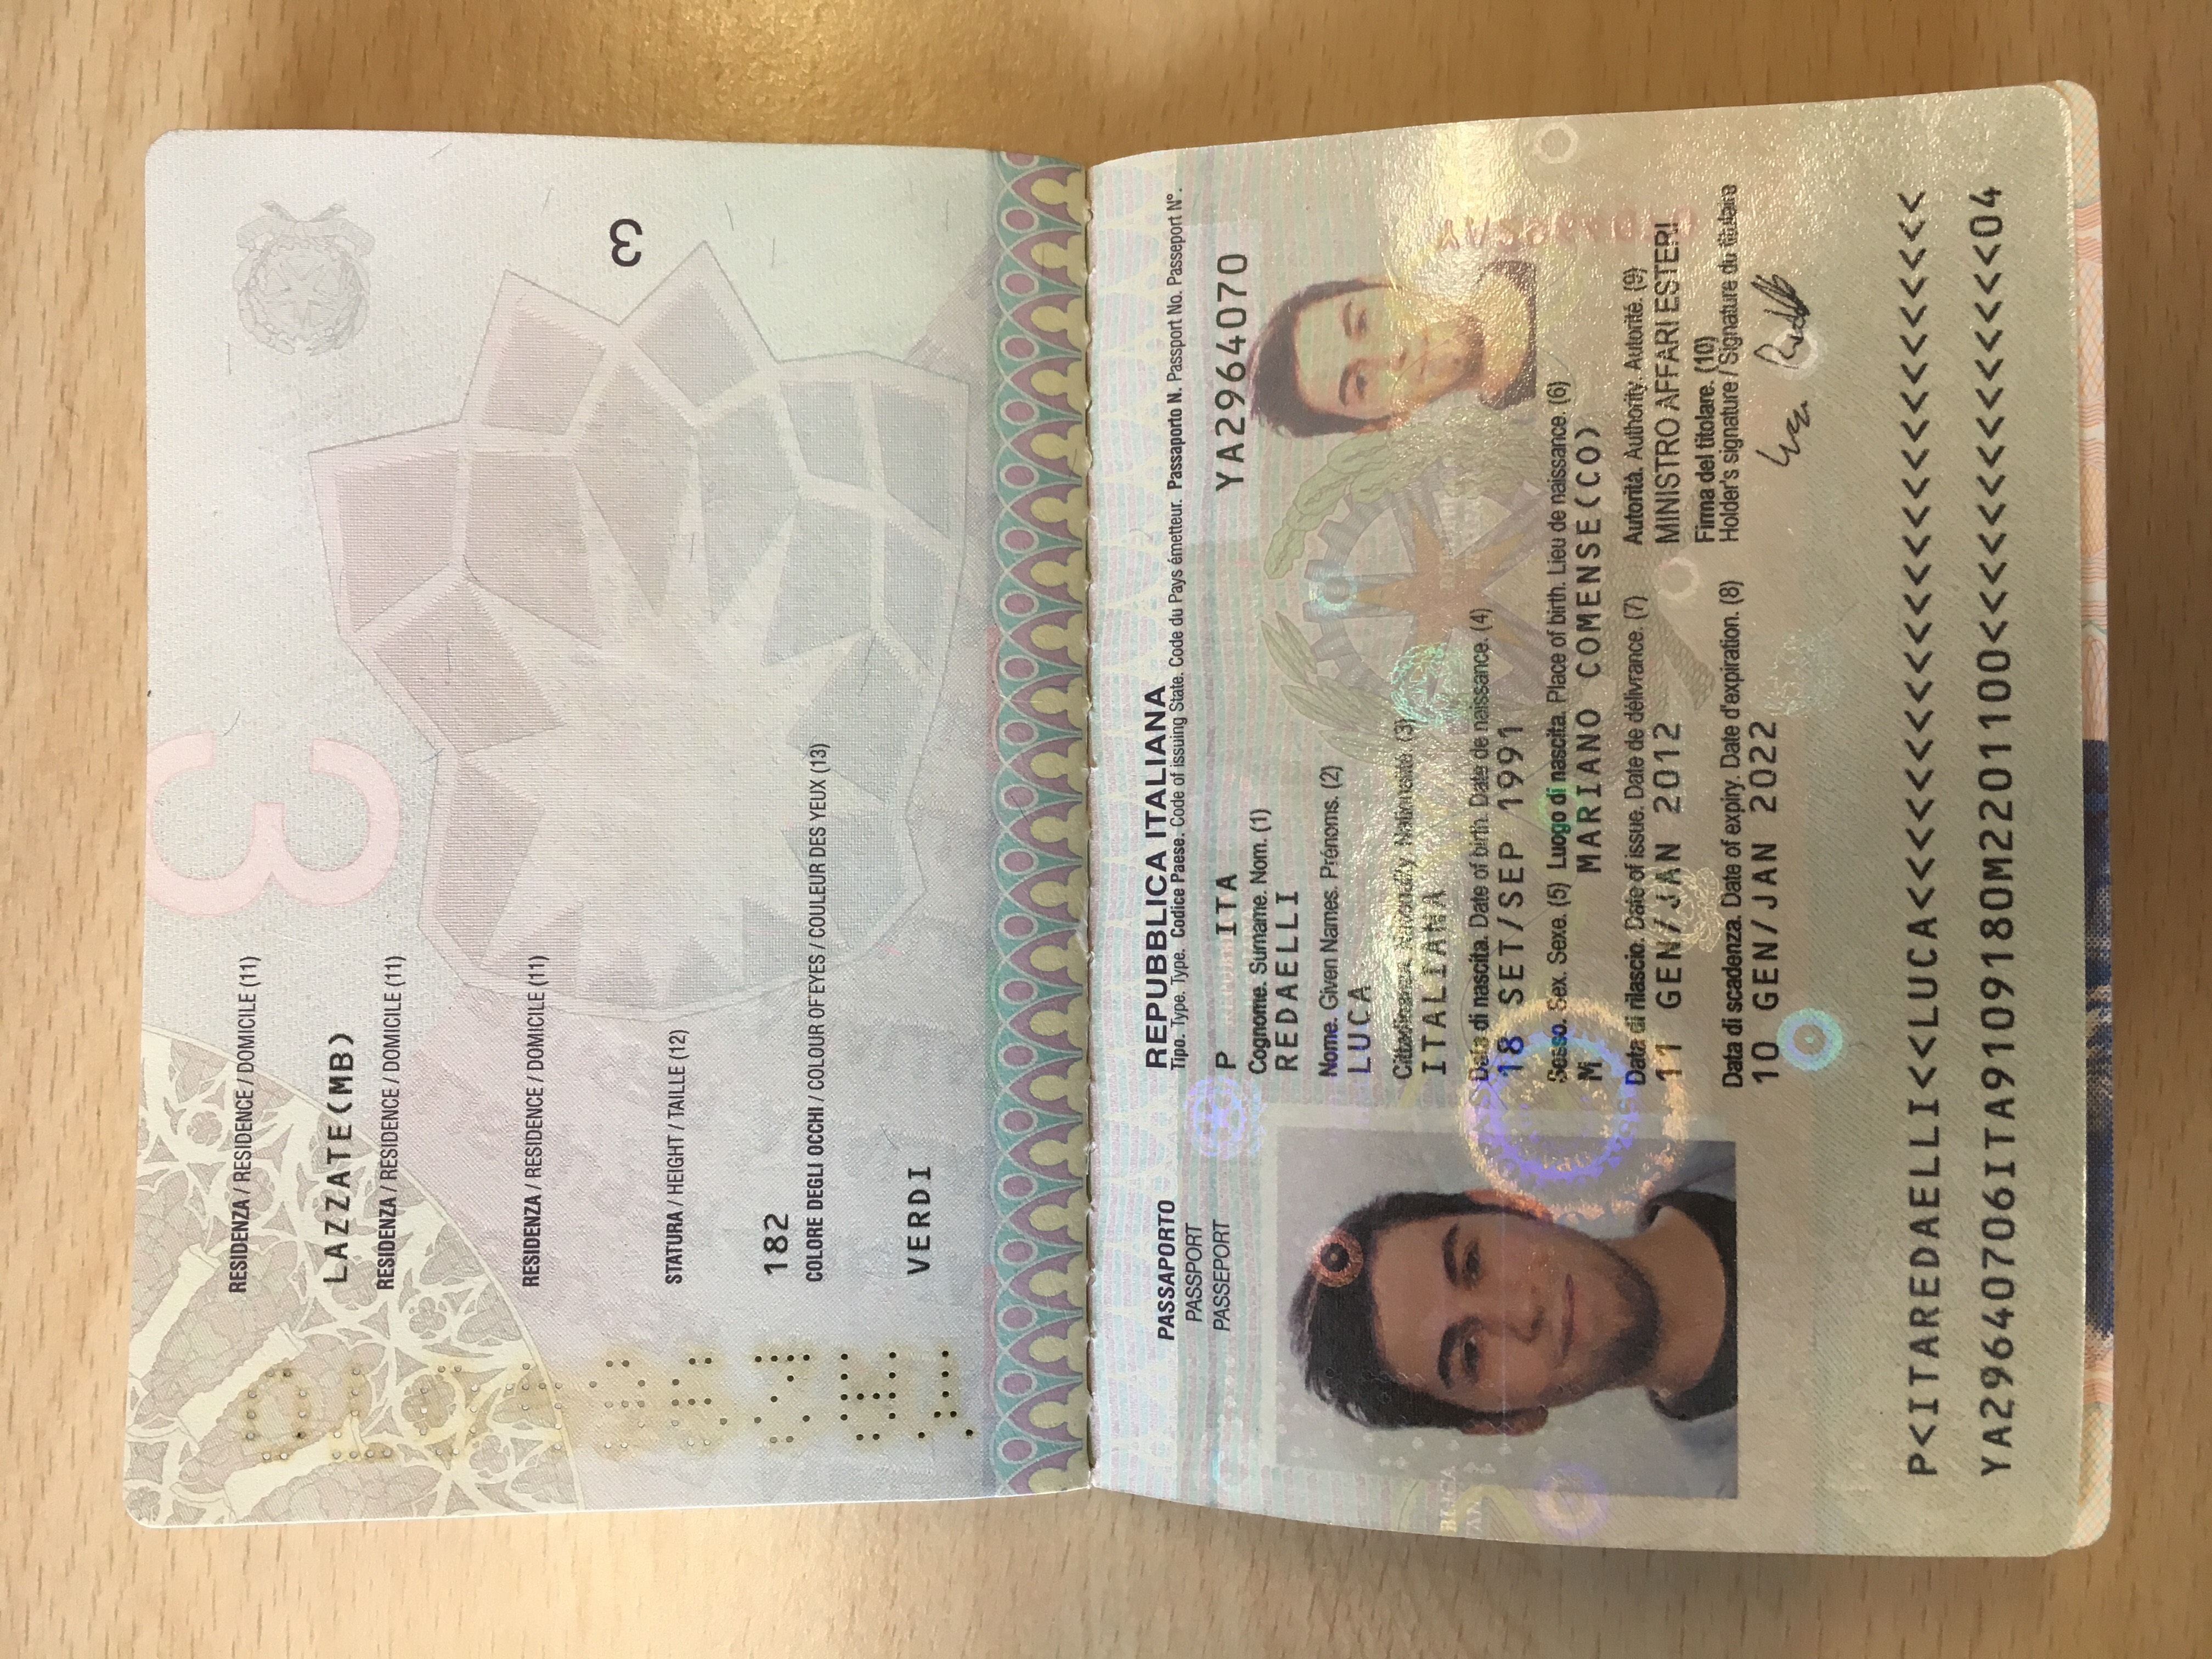 RESIDENZA / RESIDENCE / DOMICILE (11)
LAZZATE(MB)
RESIDENZA / RESIDENCE / DOMICILE (11)
RESIDENZA / RESIDENCE / DOMICILE (11)
STATURA / HEIGHT / TAILLE (12)
182
COLORE DEGLI OCCHI / COLOUR OF EYES / COULEUR DES YEUX (13)
VERDI
3
3
PASSAPORTO
PASSPORT
PASSEPORT
REPUBBLICA ITALIANA
Tipo. Type. Type. Codice Paese. Code of issuing State. Code du Pays émetteur. Passaporto N. Passport No. Passeport N°.
P ITA YA2964070
Cognome. Surname. Nom. (1)
REDAELLI
Nome. Given Names. Prénoms. (2)
LUCA
Cittadinanza. Nationality. Nationalité. (3)
ITALIANA
Data di nascita. Date of birth. Date de naissance. (4)
18 SET/SEP 1991
Sesso. Sex. Sexe. (5) Luogo di nascita. Place of birth. Lieu de naissance. (6)
M MARIANO COMENSE(CO)
Data di rilascio. Date of issue. Date de délivrance. (7) Autorità. Authority. Autorité. (9)
11 GEN/JAN 2012 MINISTRO AFFARI ESTERI
Firma del titolare. (10)
Data di scadenza. Date of expiry. Date d'expiration. (8) Holder's signature / Signature du titulaire
10 GEN/JAN 2022
P<ITAREDAELLI<<LUCA<<<<<<<<<<<<<<<<<<<<<<<<<
YA29640706ITA9109180M2201100<<<<<<<<<<<<<<04